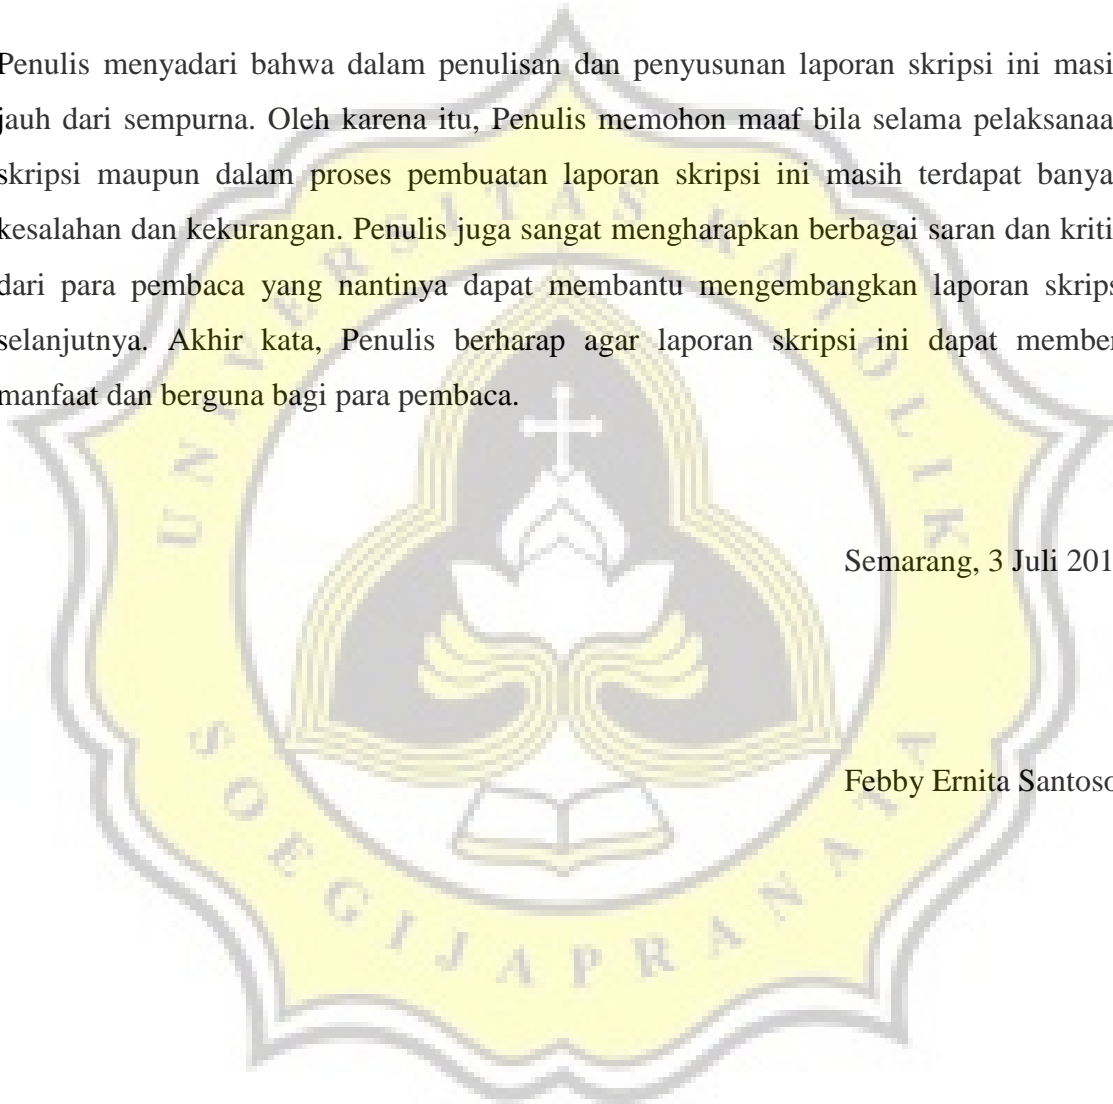 Penulis menyadari bahwa dalam penulisan dan penyusunan laporan skripsi ini masi
jauh dari sempurna. Oleh karena itu, Penulis memohon maaf bila selama pelaksanaa
skripsi maupun dalam proses pembuatan laporan skripsi ini masih terdapat banya
kesalahan dan kekurangan. Penulis juga sangat mengharapkan berbagai saran dan kriti
dari para pembaca yang nantinya dapat membantu mengembangkan laporan skrips
selanjutnya. Akhir kata, Penulis berharap agar laporan skripsi ini dapat member
manfaat dan berguna bagi para pembaca.
UNIVERSITAS KATOLIK
Semarang, 3 Juli 201
Febby Ernita Santoso
SOEGIJAPRANATA